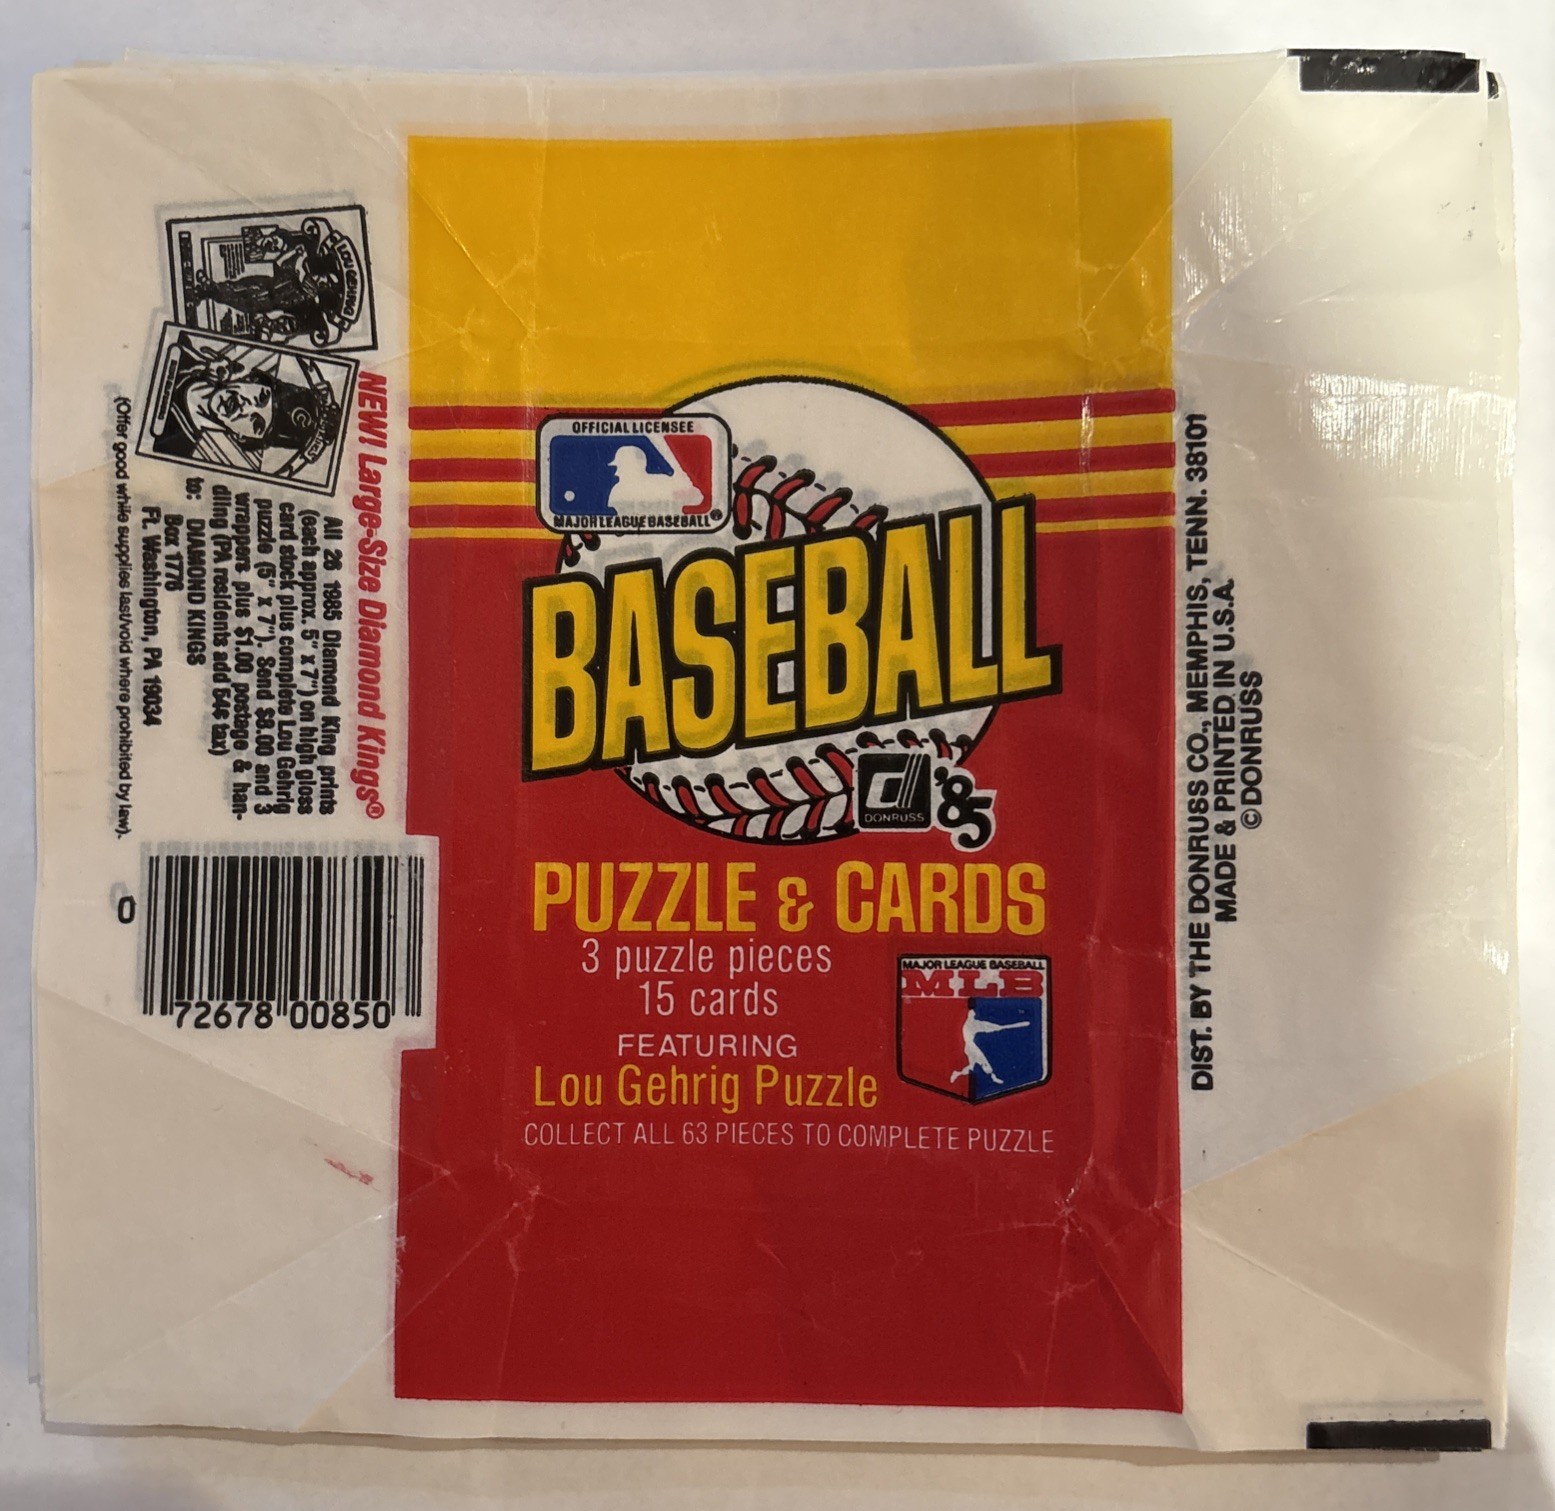 LOU GEHRIG
NEW! Large-Size Diamond Kings®
All 26 1985 Diamond King prints
(each approx. 5" x 7") on high gloss
card stock plus complete Lou Gehrig
puzzle (5" x 7"). Send $9.00 and 3
wrappers plus $1.00 postage & han-
ding (PA residents add 54¢ tax)
to: DIAMOND KINGS
Box 1776
Ft. Washington, PA 19034
(Offer good while supplies last/void where prohibited by law).
0
72678 00850
OFFICIAL LICENSEE
MAJOR LEAGUE BASEBALL®
BASEBALL
DONRUSS
'85
PUZZLE & CARDS
3 puzzle pieces
15 cards
FEATURING
Lou Gehrig Puzzle
COLLECT ALL 63 PIECES TO COMPLETE PUZZLE
MAJOR LEAGUE BASEBALL
MLB
DIST. BY THE DONRUSS CO., MEMPHIS, TENN. 38101
MADE & PRINTED IN U.S.A.
© DONRUSS